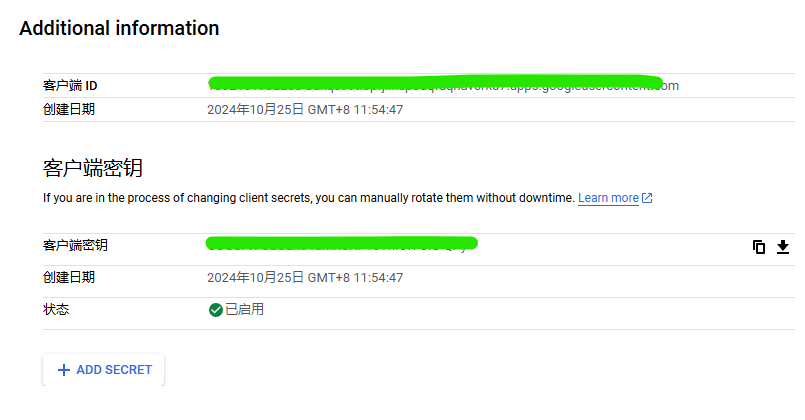 Additional information
客户端 ID
.com
创建日期 2024年10月25日 GMT+8 11:54:47
客户端密钥
If you are in the process of changing client secrets, you can manually rotate them without downtime. Learn more
客户端密钥
创建日期 2024年10月25日 GMT+8 11:54:47
状态 已启用
+ ADD SECRET